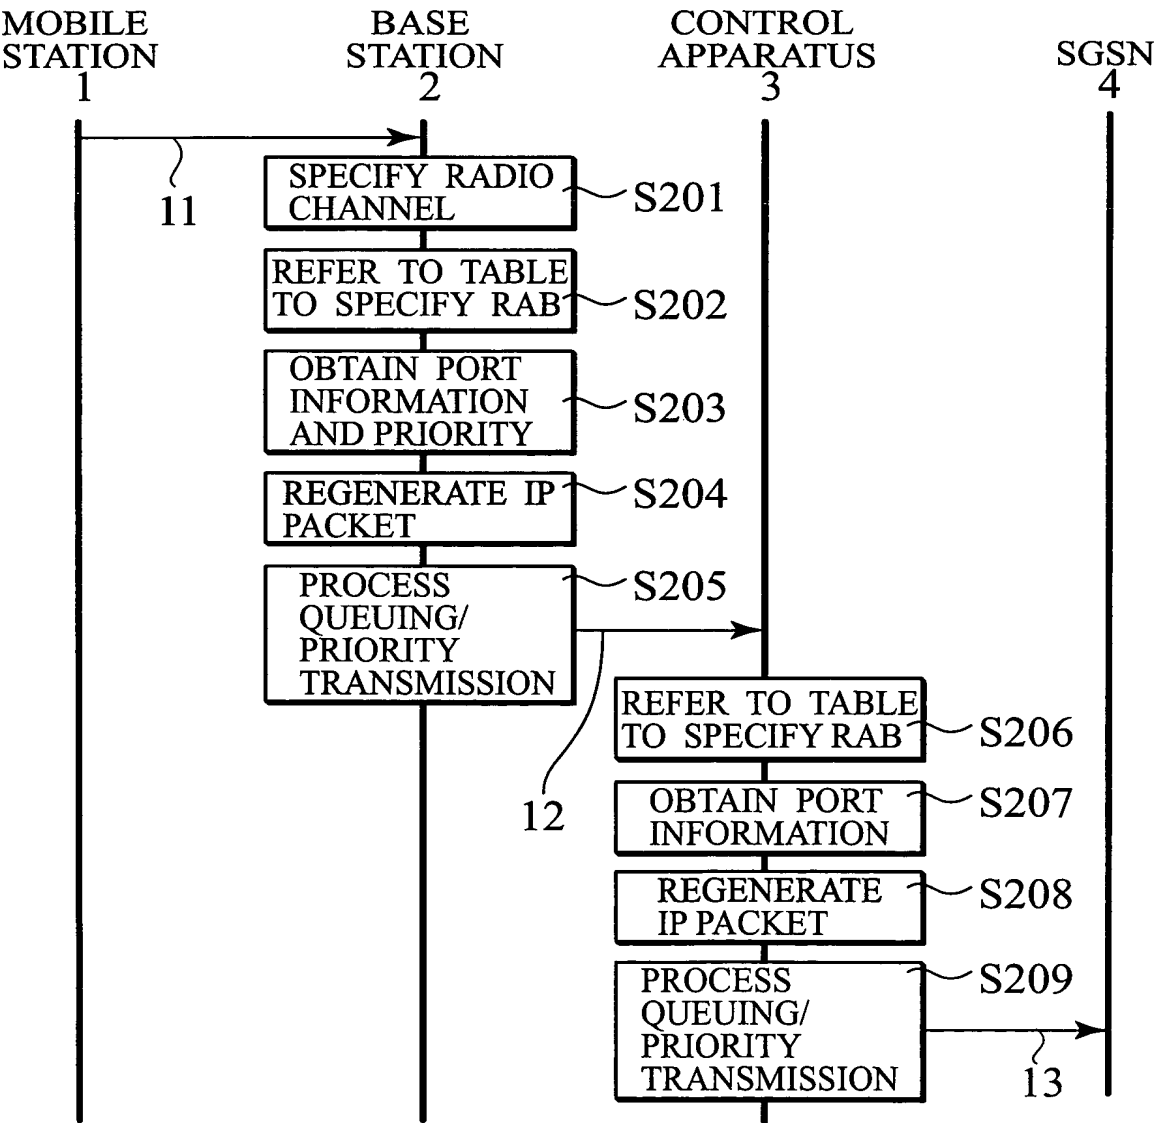 MOBILE
STATION
1
BASE
STATION
2
CONTROL
APPARATUS
3
SGSN
4
11
SPECIFY RADIO
CHANNEL
S201
REFER TO TABLE
TO SPECIFY RAB
S202
OBTAIN PORT
INFORMATION
AND PRIORITY
S203
REGENERATE IP
PACKET
S204
PROCESS
QUEUING/
PRIORITY
TRANSMISSION
S205
12
REFER TO TABLE
TO SPECIFY RAB
S206
OBTAIN PORT
INFORMATION
S207
REGENERATE
IP PACKET
S208
PROCESS
QUEUING/
PRIORITY
TRANSMISSION
S209
13